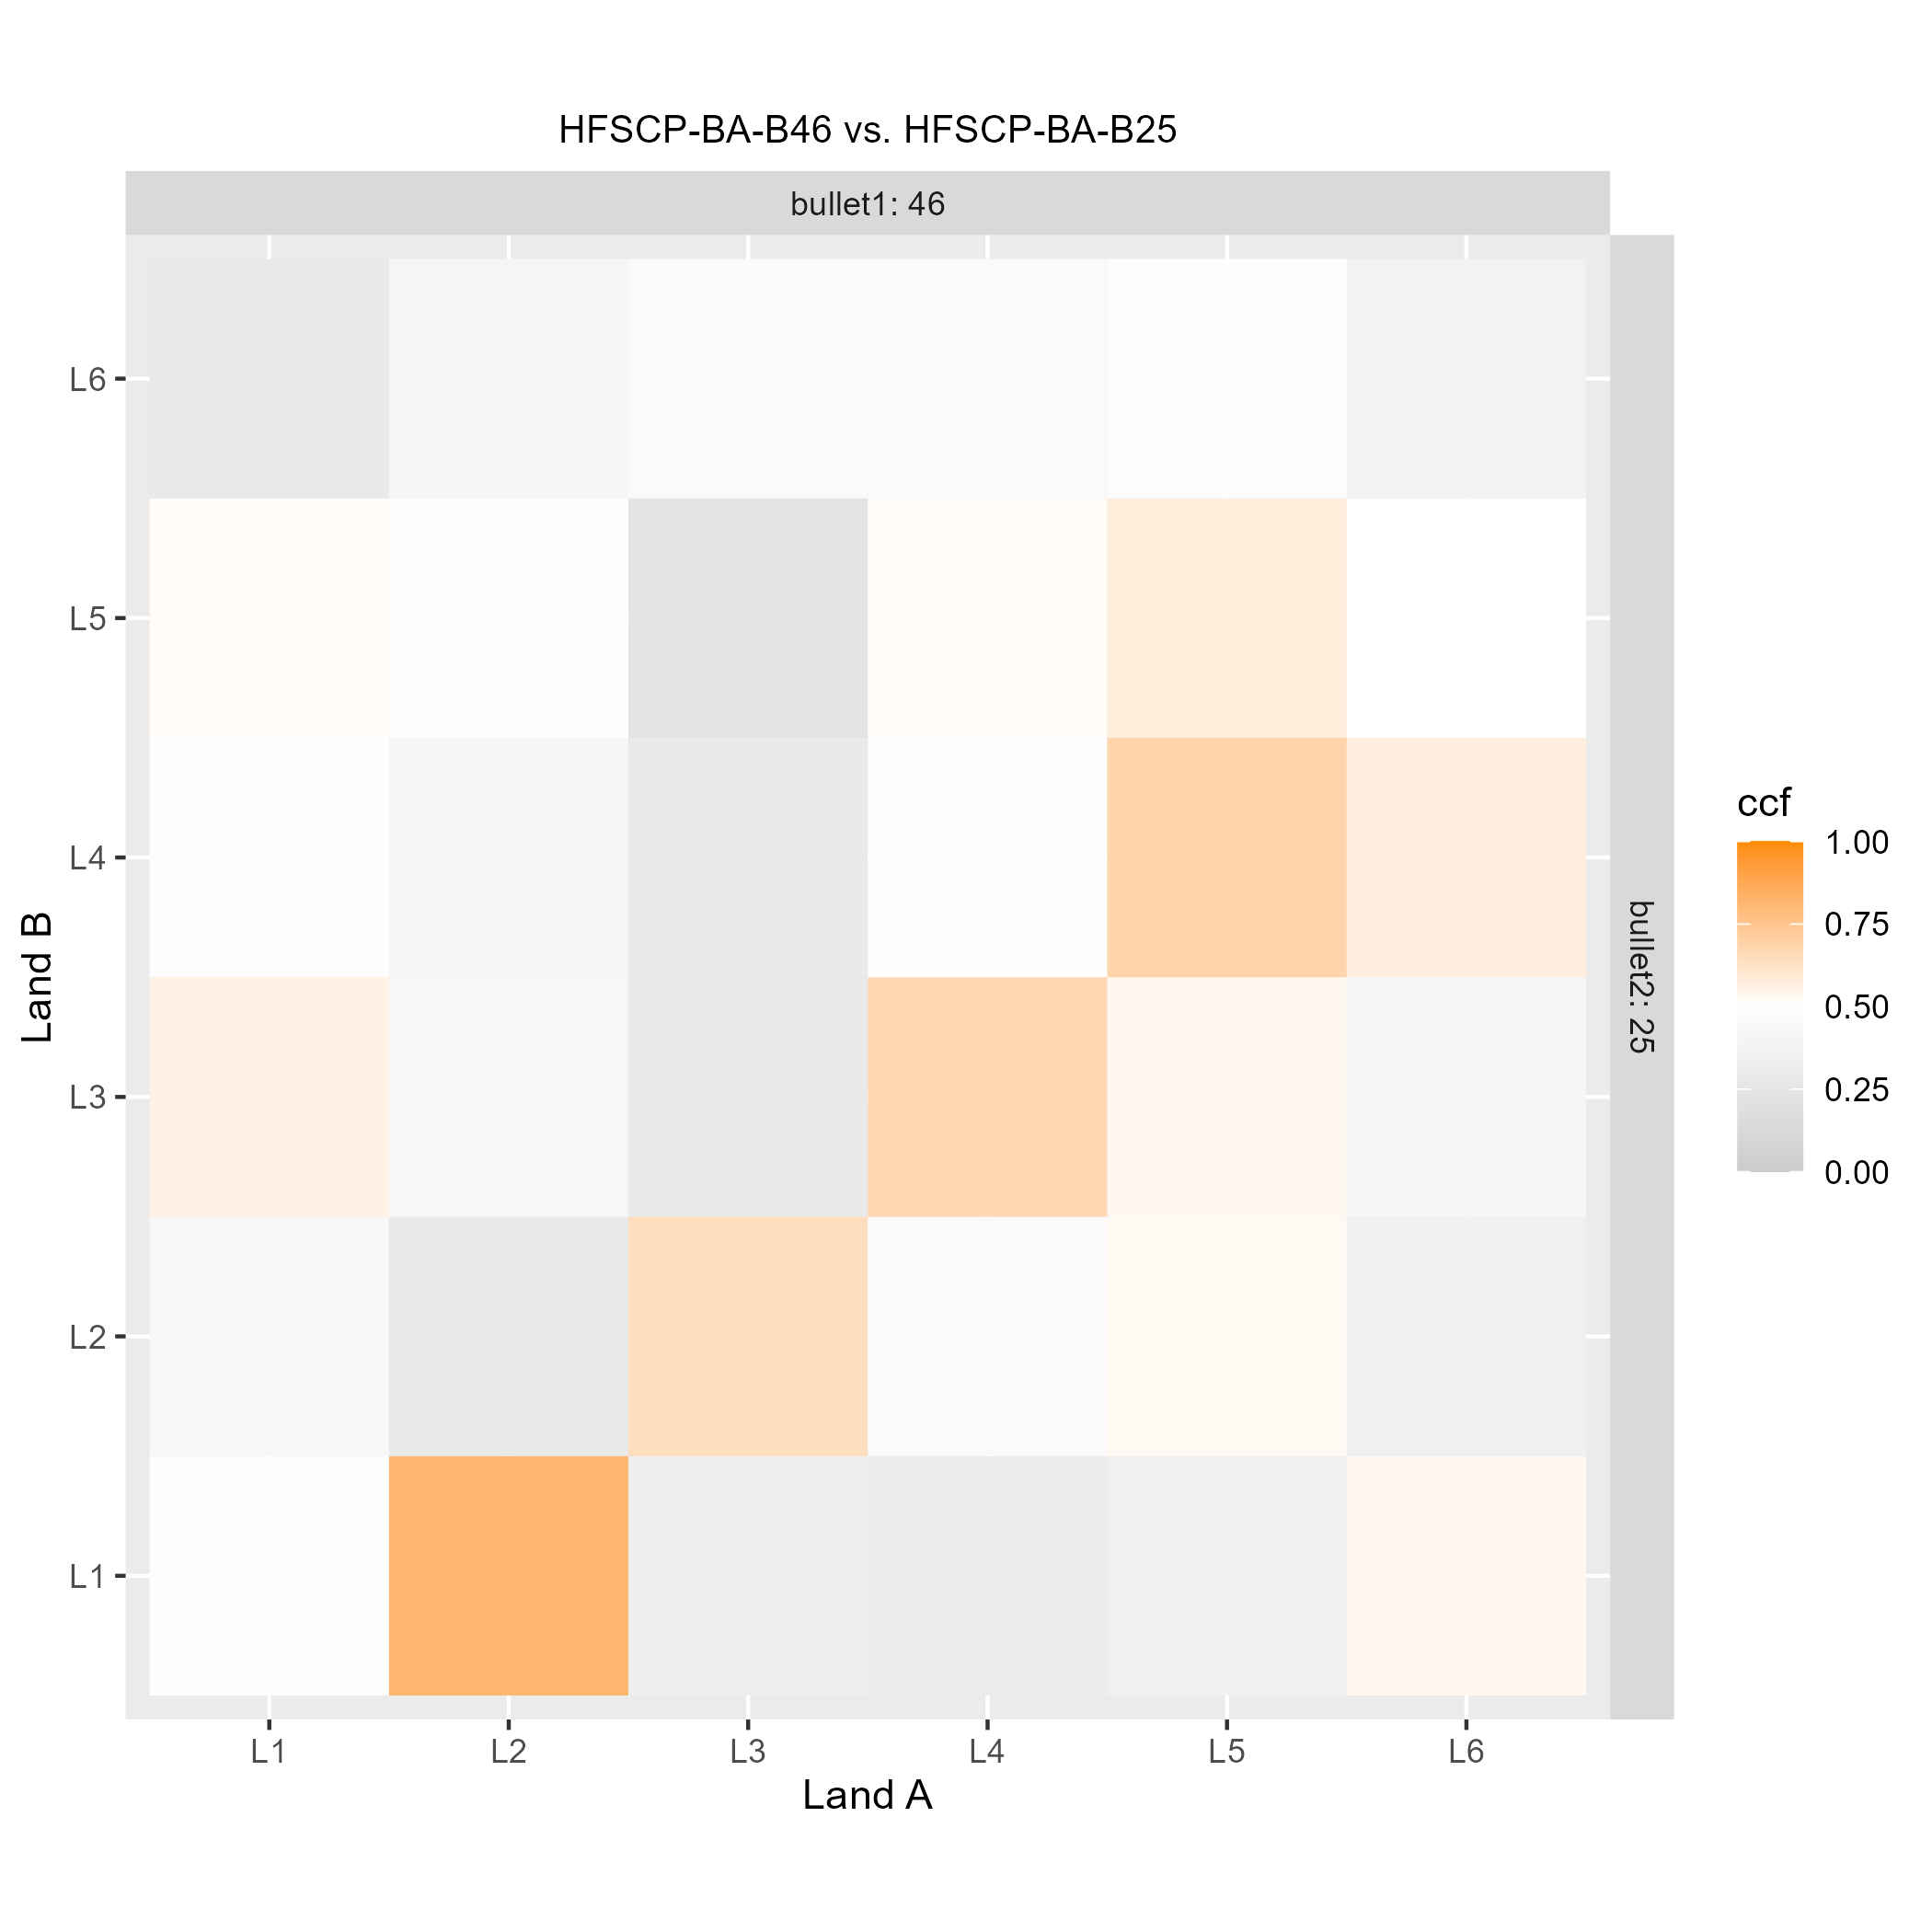 HFSCP-BA-B46 vs. HFSCP-BA-B25
bullet1: 46
L6
L5
L4
L3
L2
L1
Land B
bullet2: 25
L1 L2 L3 L4 L5 L6
Land A
ccf
1.00
0.75
0.50
0.25
0.00